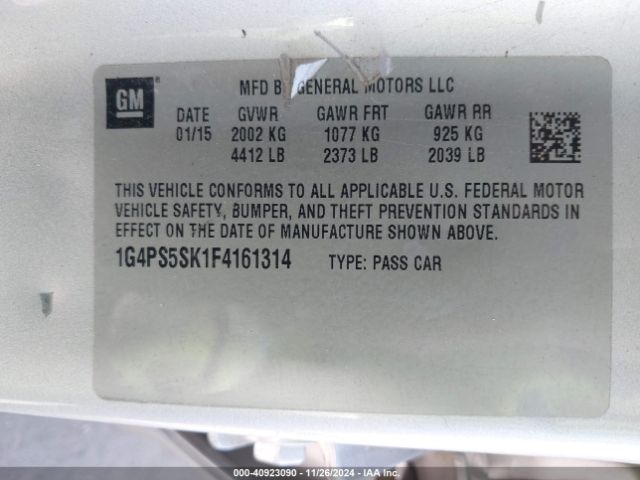 MFD BY GENERAL MOTORS LLC
GM ®
DATE GVWR GAWR FRT GAWR RR
01/15 2002 KG 1077 KG 925 KG
4412 LB 2373 LB 2039 LB
THIS VEHICLE CONFORMS TO ALL APPLICABLE U.S. FEDERAL MOTOR
VEHICLE SAFETY, BUMPER, AND THEFT PREVENTION STANDARDS IN
EFFECT ON THE DATE OF MANUFACTURE SHOWN ABOVE.
1G4PS5SK1F4161314 TYPE: PASS CAR
000-40923090 - 11/26/2024 - IAA Inc.